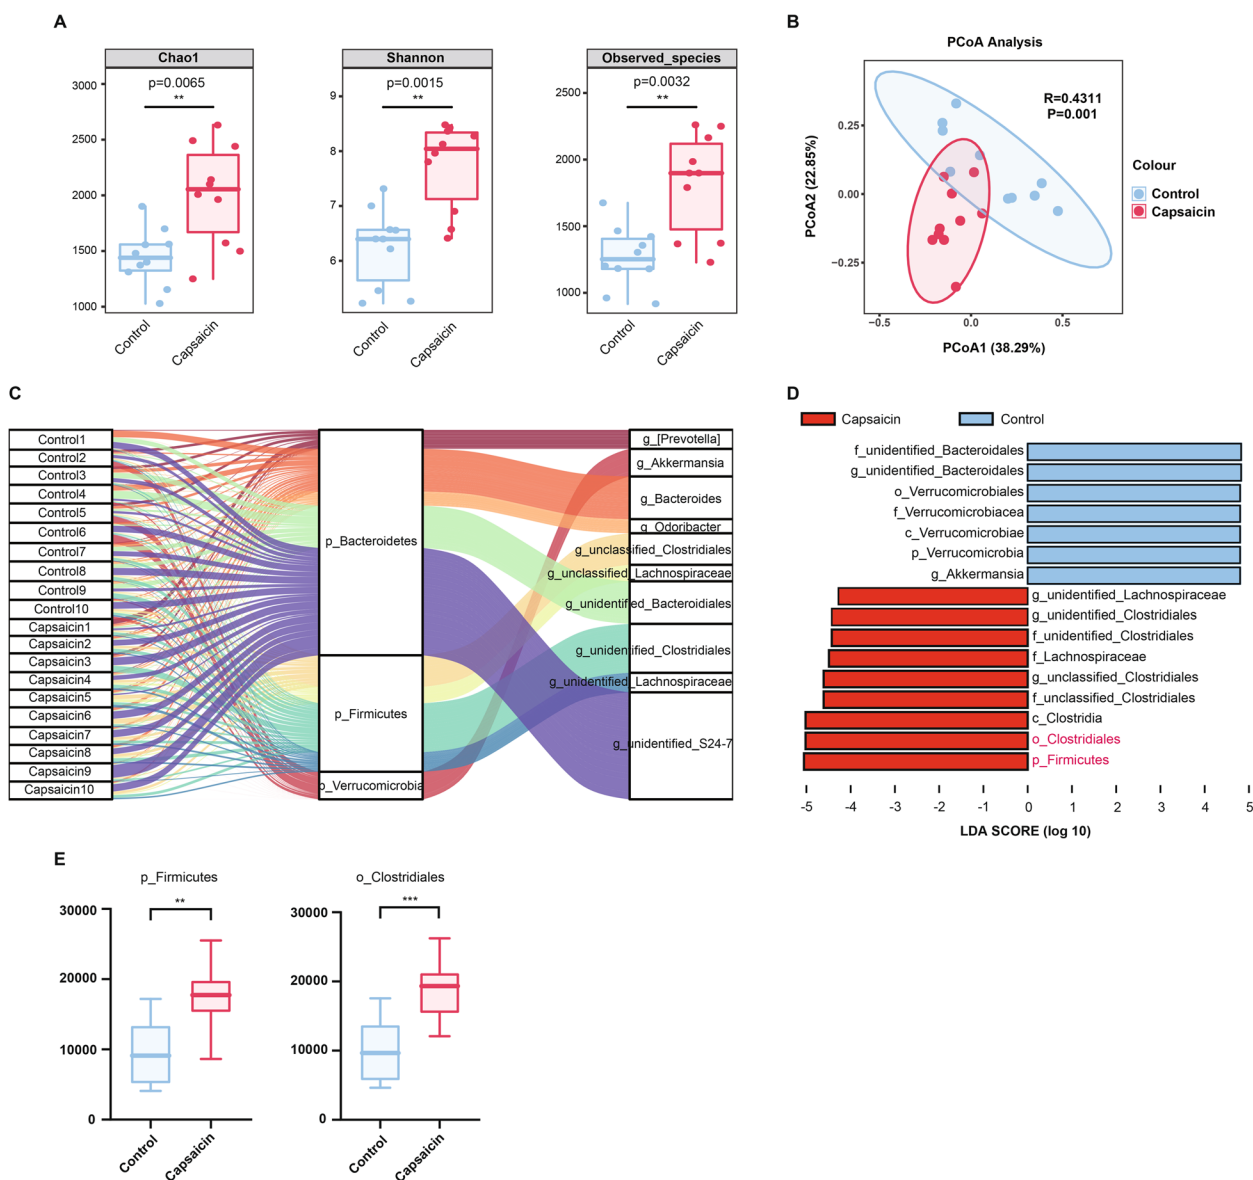 A
Chao1
p=0.0065
**
3000
2500
2000
1500
1000
Control
Capsaicin
Shannon
p=0.0015
**
9
8
7
6
Control
Capsaicin
Observed_species
p=0.0032
**
2500
2000
1500
1000
Control
Capsaicin
B
PCoA Analysis
R=0.4311
P=0.001
PCoA2 (22.85%)
0.25
0.00
−0.25
−0.5
0.0
0.5
PCoA1 (38.29%)
Colour
Control
Capsaicin
C
Control1
Control2
Control3
Control4
Control5
Control6
Control7
Control8
Control9
Control10
Capsaicin1
Capsaicin2
Capsaicin3
Capsaicin4
Capsaicin5
Capsaicin6
Capsaicin7
Capsaicin8
Capsaicin9
Capsaicin10
p_Bacteroidetes
p_Firmicutes
p_Verrucomicrobia
g_[Prevotella]
g_Akkermansia
g_Bacteroides
g_Odoribacter
g_unclassified_Clostridiales
g_unclassified_Lachnospiraceae
g_unidentified_Bacteroidiales
g_unidentified_Clostridiales
g_unidentified_Lachnospiraceae
g_unidentified_S24-7
D
Capsaicin
Control
f_unidentified_Bacteroidales
g_unidentified_Bacteroidales
o_Verrucomicrobiales
f_Verrucomicrobiacea
c_Verrucomicrobiae
p_Verrucomicrobia
g_Akkermansia
g_unidentified_Lachnospiraceae
g_unidentified_Clostridiales
f_unidentified_Clostridiales
f_Lachnospiraceae
g_unclassified_Clostridiales
f_unclassified_Clostridiales
c_Clostridia
o_Clostridiales
p_Firmicutes
-5 -4 -3 -2 -1 0 1 2 3 4 5
LDA SCORE (log 10)
E
p_Firmicutes
**
30000
20000
10000
0
Control
Capsaicin
o_Clostridiales
***
30000
20000
10000
0
Control
Capsaicin